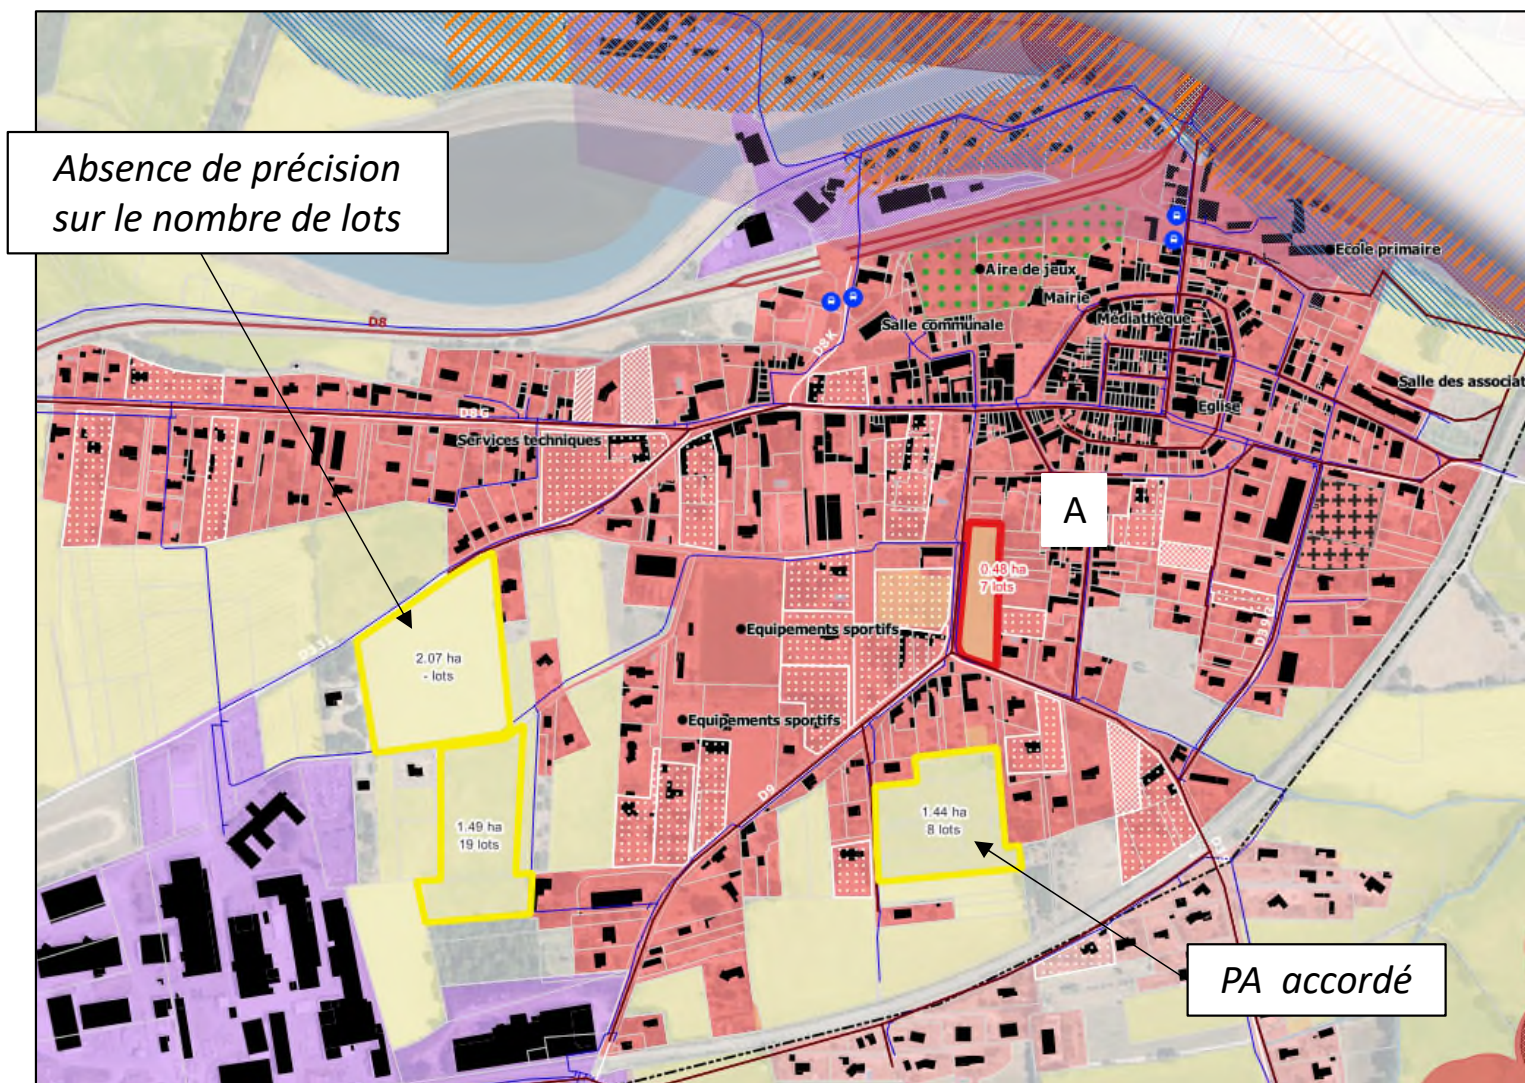 Absence de précision
sur le nombre de lots
Ecole primaire
Aire de jeux
Mairie
Médiathèque
Salle communale
D8
D8K
Salle des associat
D8G
Eglise
Services techniques
A
0.48 ha
7 lots
Equipements sportifs
D331
2.07 ha
- lots
Equipements sportifs
D9
1.44 ha
8 lots
1.49 ha
19 lots
PA accordé